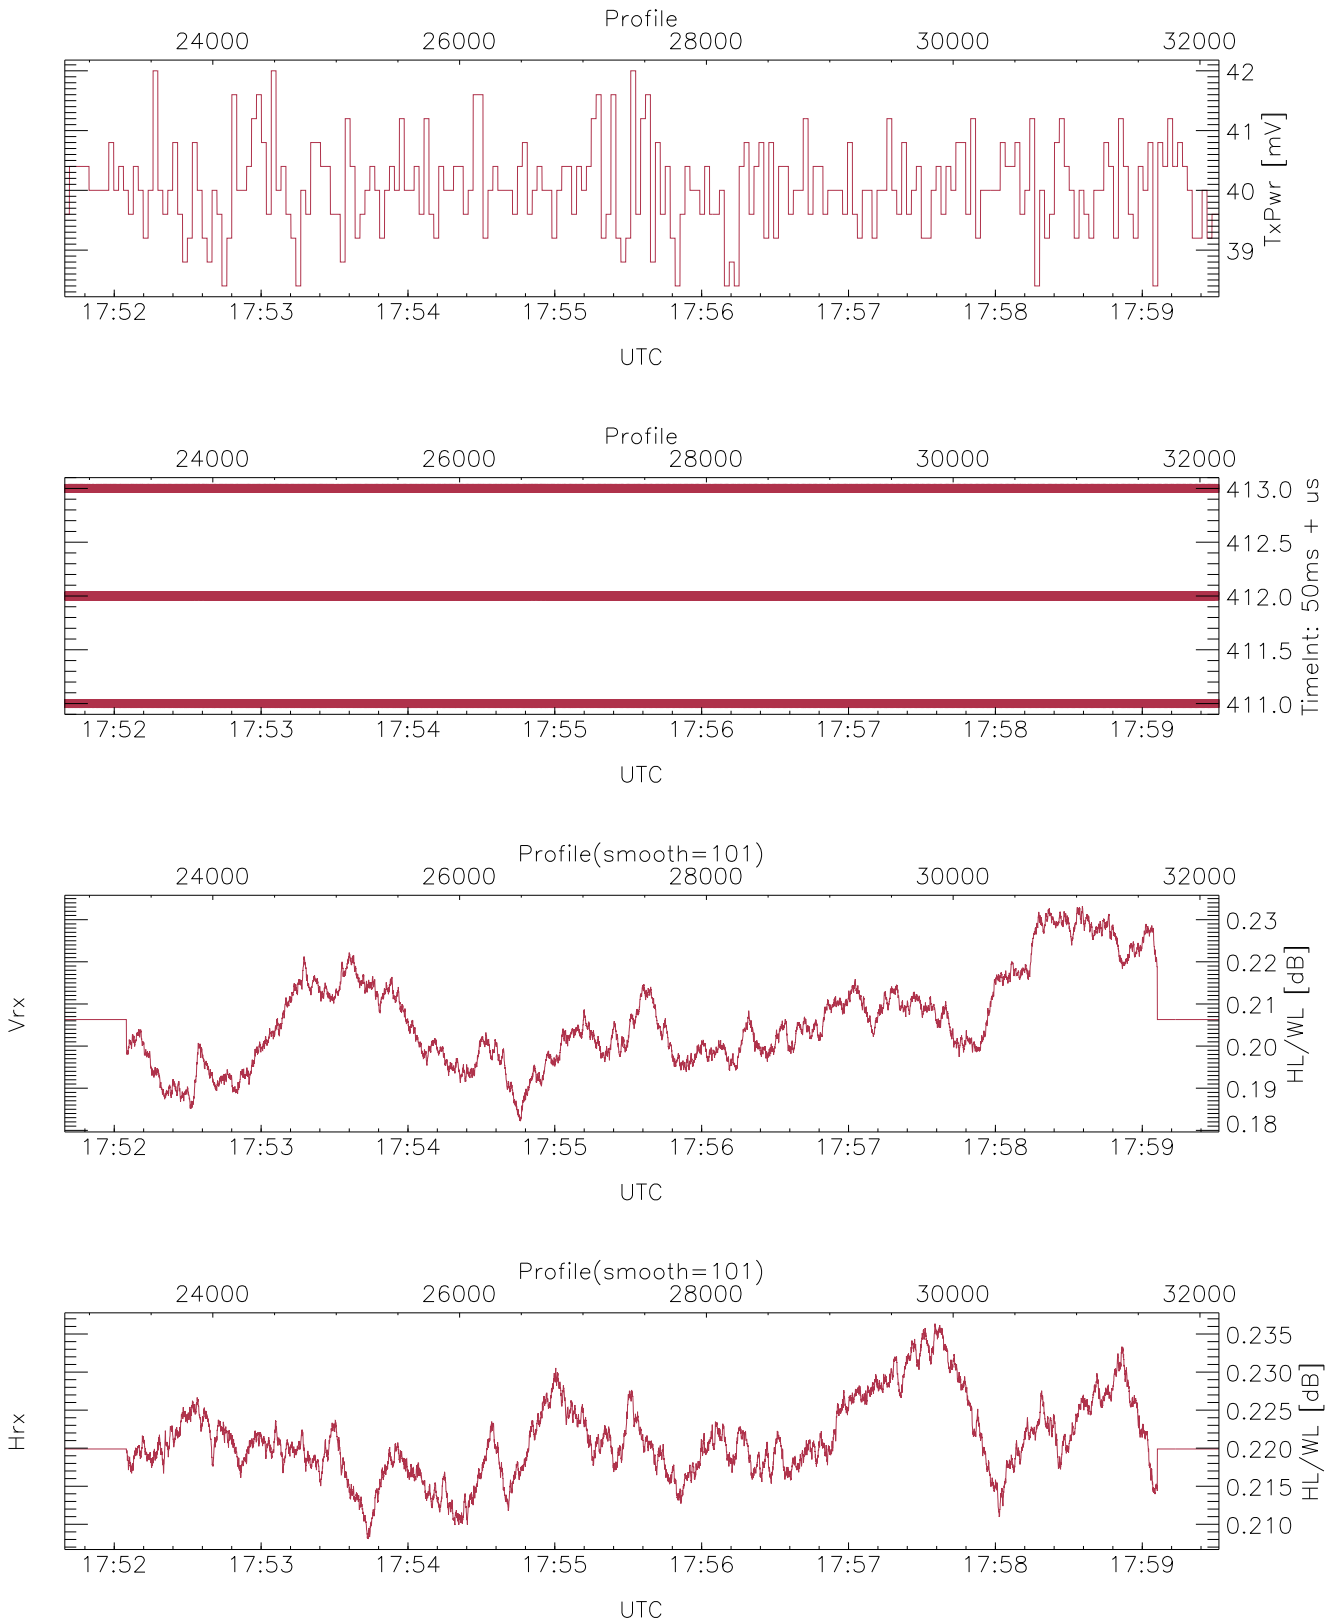 Profile
24000 26000 28000 30000 32000
42
41
40
39
TxPwr [mV]
17:52 17:53 17:54 17:55 17:56 17:57 17:58 17:59
UTC
Profile
24000 26000 28000 30000 32000
413.0
412.5
412.0
411.5
411.0
TimeInt: 50ms + us
17:52 17:53 17:54 17:55 17:56 17:57 17:58 17:59
UTC
Profile(smooth=101)
24000 26000 28000 30000 32000
Vrx
0.23
0.22
0.21
0.20
0.19
0.18
HL/WL [dB]
17:52 17:53 17:54 17:55 17:56 17:57 17:58 17:59
UTC
Profile(smooth=101)
24000 26000 28000 30000 32000
Hrx
0.235
0.230
0.225
0.220
0.215
0.210
HL/WL [dB]
17:52 17:53 17:54 17:55 17:56 17:57 17:58 17:59
UTC